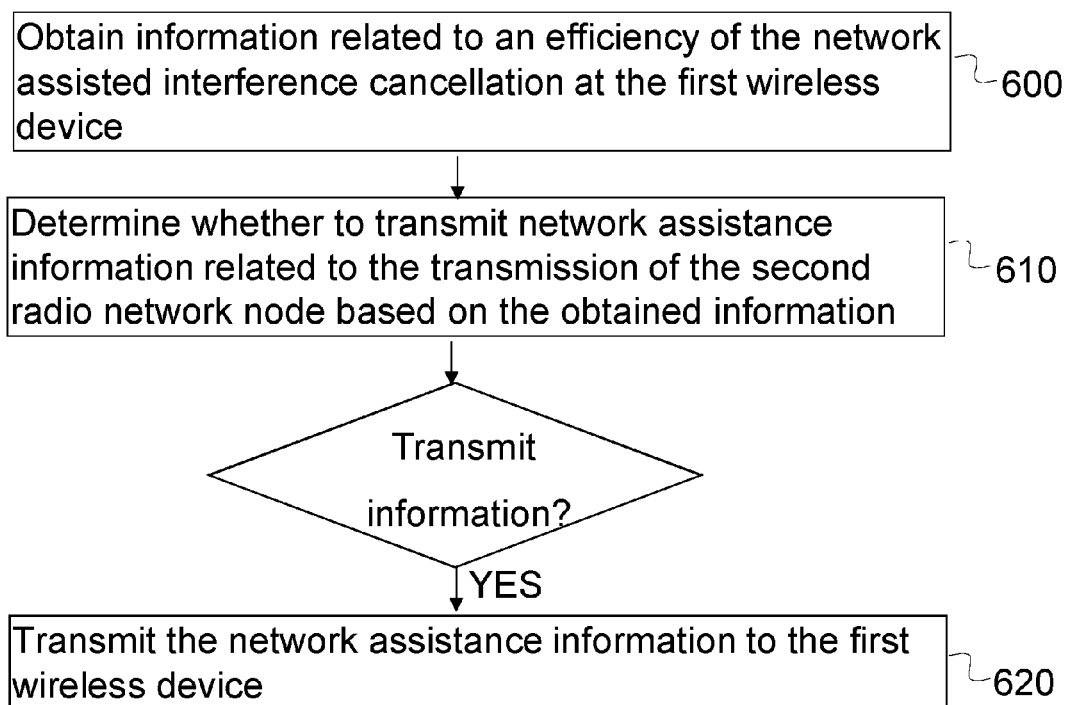 Obtain information related to an efficiency of the network
assisted interference cancellation at the first wireless
device
600
Determine whether to transmit network assistance
information related to the transmission of the second
radio network node based on the obtained information
610
Transmit
information?
YES
Transmit the network assistance information to the first
wireless device
620